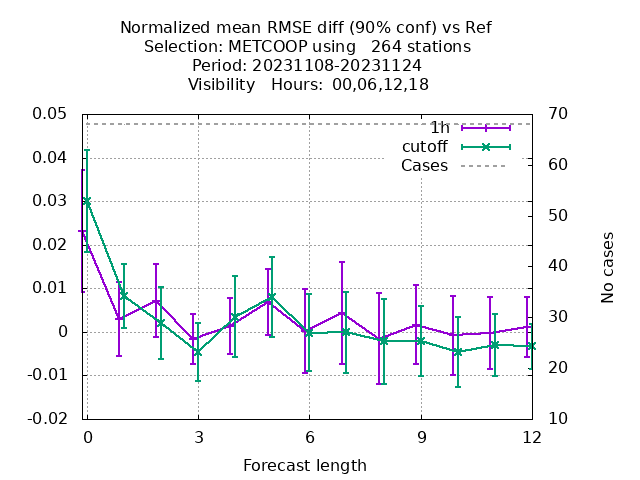 Normalized mean RMSE diff (90% conf) vs Ref
Selection: METCOOP using   264 stations
Period: 20231108-20231124
Visibility   Hours: 00,06,12,18
0.05
0.04
0.03
0.02
0.01
0
-0.01
-0.02
70
60
50
40
30
20
10
1h
cutoff
Cases
No cases
0 3 6 9 12
Forecast length